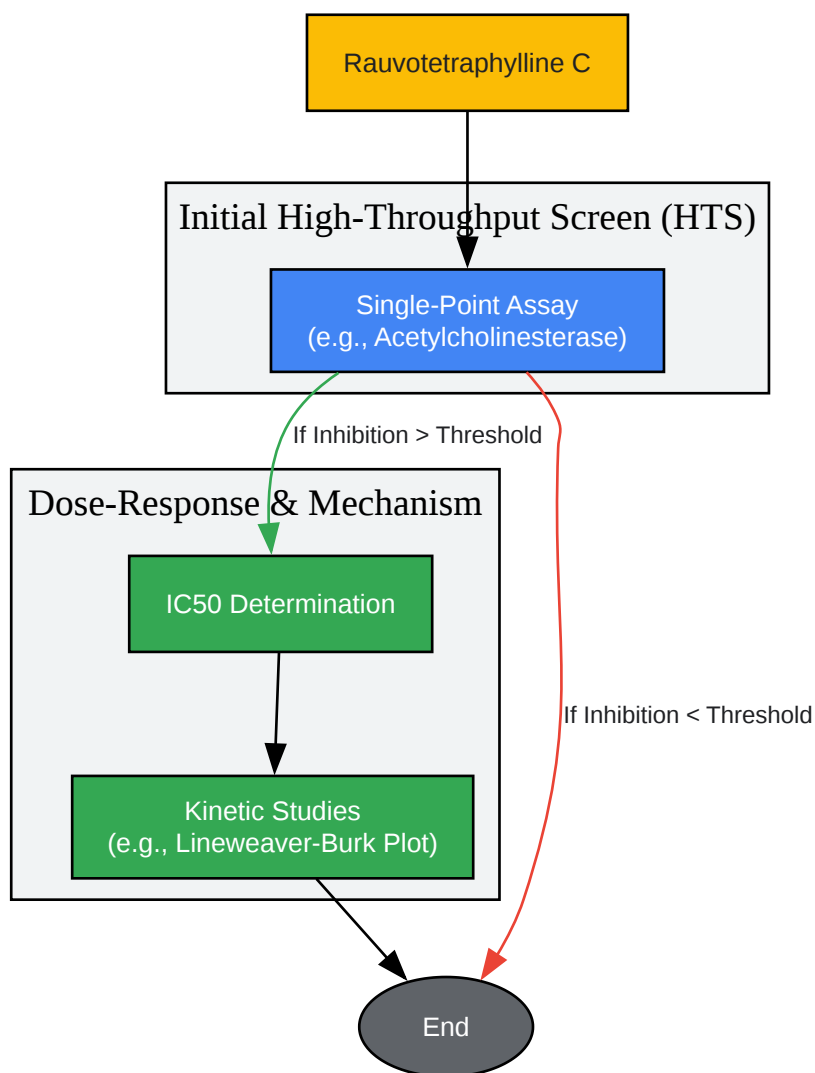 Rauvotetraphylline C
Initial High-Throughput Screen (HTS)
Single-Point Assay
(e.g., Acetylcholinesterase)
If Inhibition > Threshold
Dose-Response & Mechanism
IC50 Determination
If Inhibition < Threshold
Kinetic Studies
(e.g., Lineweaver-Burk Plot)
End